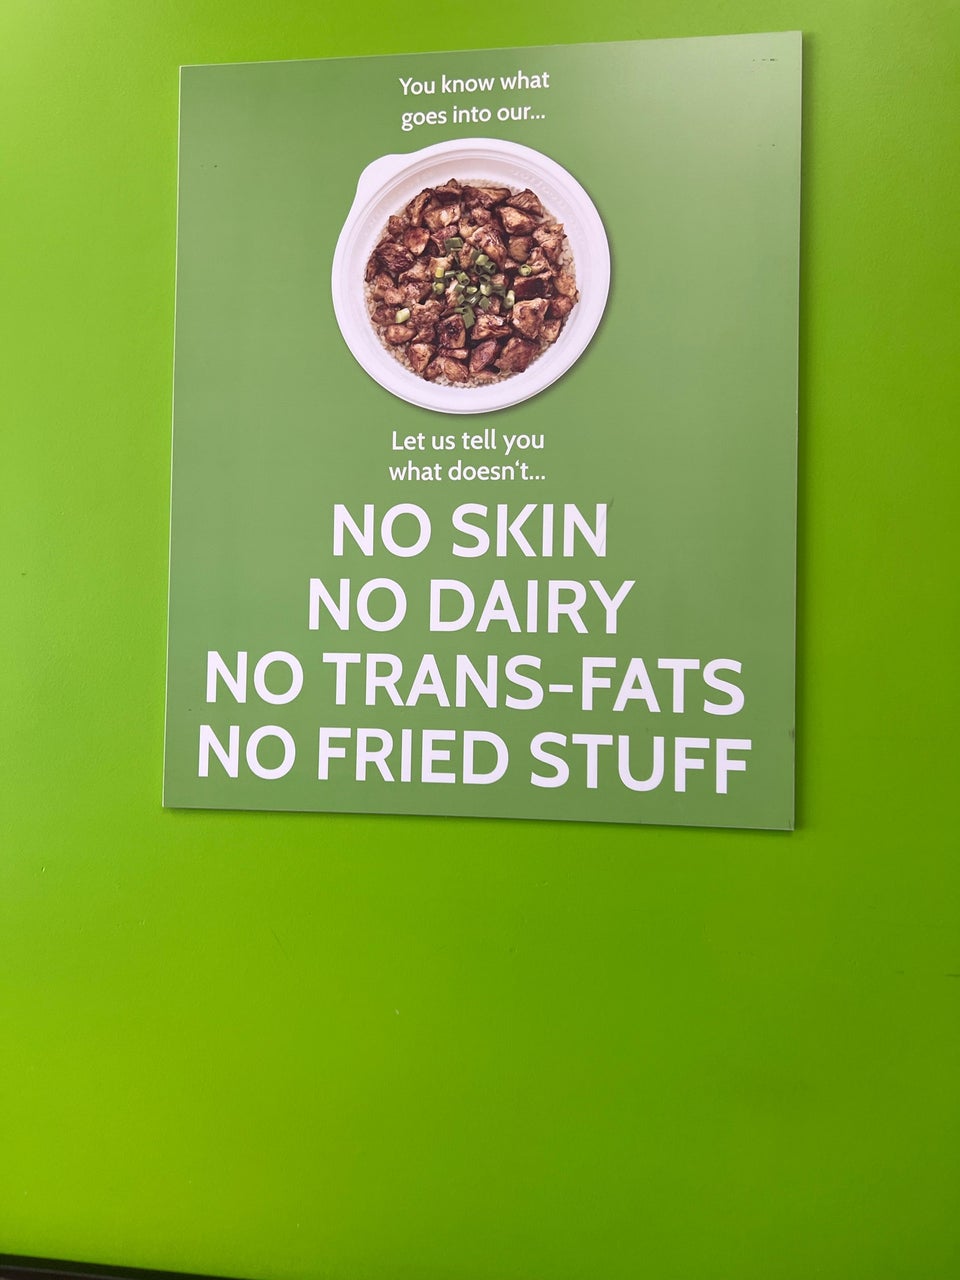 You know what
goes into our...
Let us tell you
what doesn‘t...
NO SKIN
NO DAIRY
NO TRANS-FATS
NO FRIED STUFF